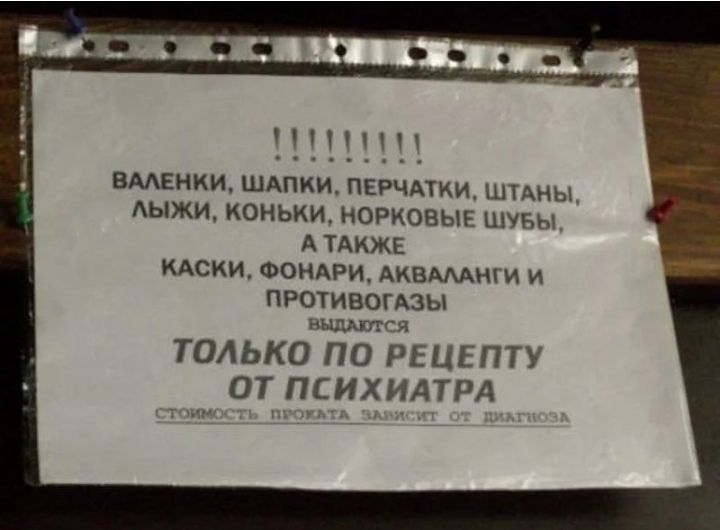 !!!!!!!!!
ВАЛЕНКИ, ШАПКИ, ПЕРЧАТКИ, ШТАНЫ,
ЛЫЖИ, КОНЬКИ, НОРКОВЫЕ ШУБЫ,
А ТАКЖЕ
КАСКИ, ФОНАРИ, АКВАЛАНГИ И
ПРОТИВОГАЗЫ
ВЫДАЮТСЯ
ТОЛЬКО ПО РЕЦЕПТУ
ОТ ПСИХИАТРА
СТОИМОСТЬ ПРОКАТА ЗАВИСИТ ОТ ДИАГНОЗА